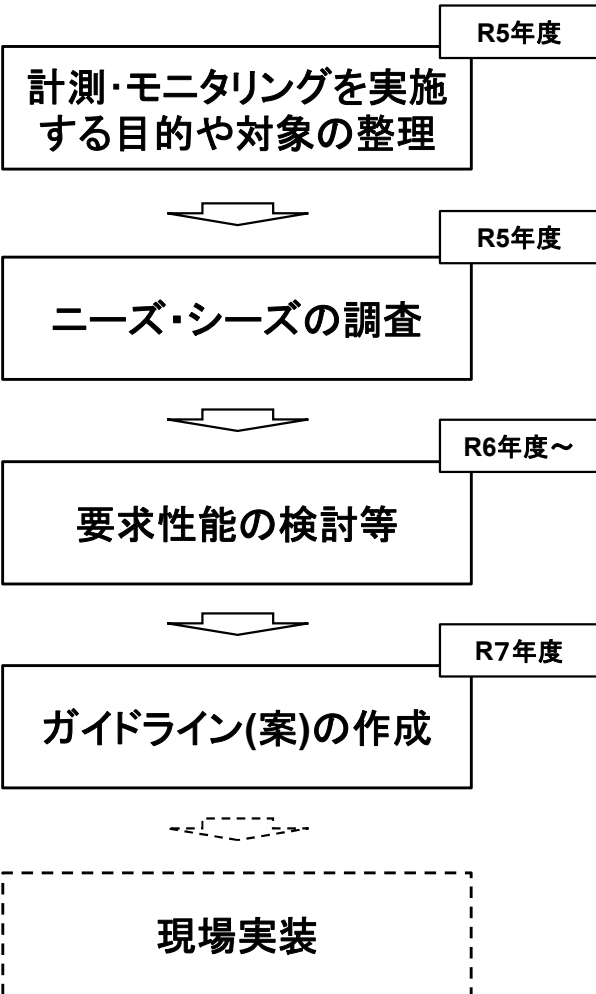 R5年度
計測・モニタリングを実施
する目的や対象の整理
R5年度
ニーズ・シーズの調査
R6年度～
要求性能の検討等
R7年度
ガイドライン(案)の作成
現場実装